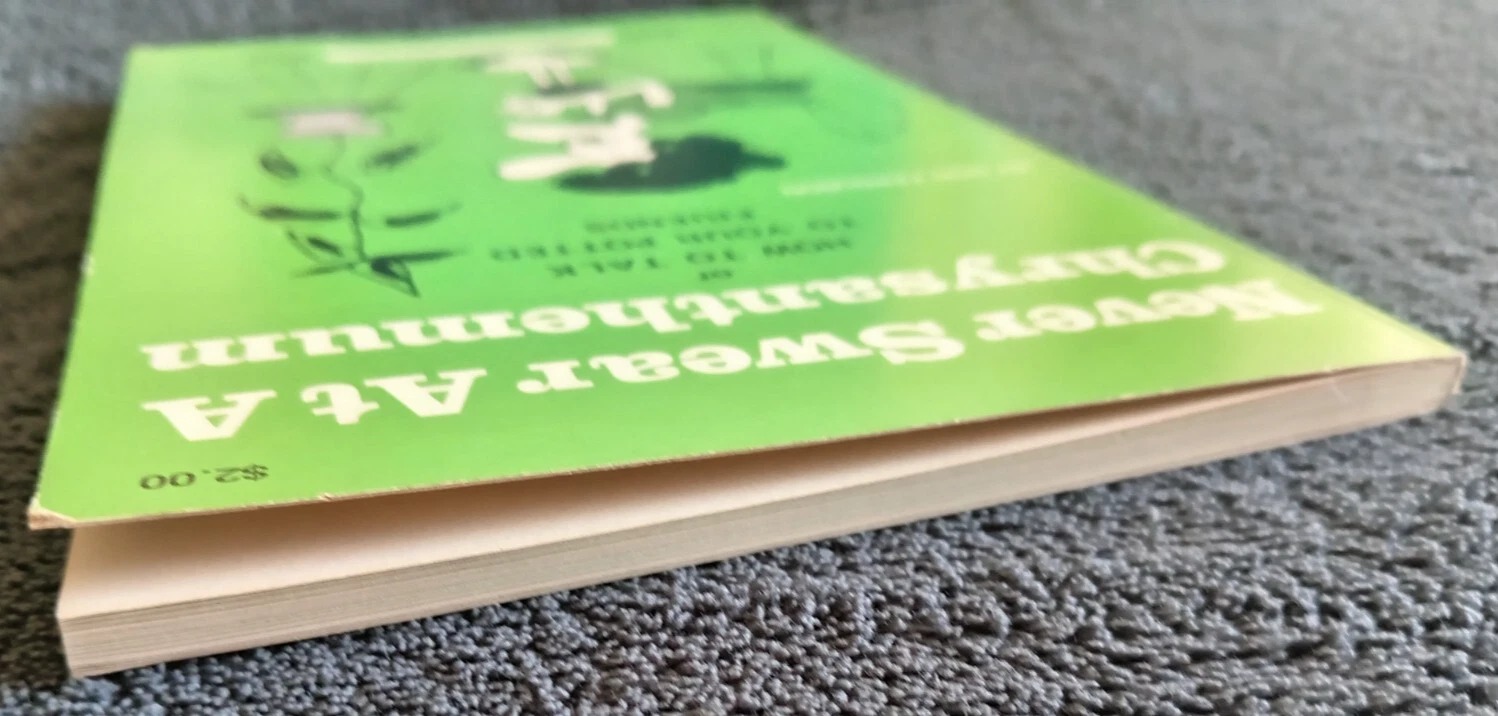 $2.00
Never Swear At A
Chrysanthemum
or
HOW TO TALK
TO YOUR POTTED
FRIENDS